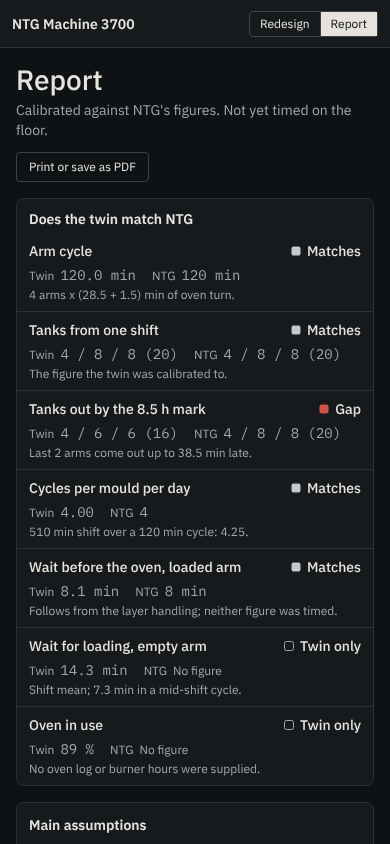 NTG Machine 3700
Redesign
Report
Report
Calibrated against NTG's figures. Not yet timed on the
floor.
Print or save as PDF
Does the twin match NTG
Arm cycle
Matches
Twin 120.0 min NTG 120 min
4 arms x (28.5 + 1.5) min of oven turn.
Tanks from one shift
Matches
Twin 4 / 8 / 8 (20) NTG 4 / 8 / 8 (20)
The figure the twin was calibrated to.
Tanks out by the 8.5 h mark
Gap
Twin 4 / 6 / 6 (16) NTG 4 / 8 / 8 (20)
Last 2 arms come out up to 38.5 min late.
Cycles per mould per day
Matches
Twin 4.00 NTG 4
510 min shift over a 120 min cycle: 4.25.
Wait before the oven, loaded arm
Matches
Twin 8.1 min NTG 8 min
Follows from the layer handling; neither figure was timed.
Wait for loading, empty arm
Twin only
Twin 14.3 min NTG No figure
Shift mean; 7.3 min in a mid-shift cycle.
Oven in use
Twin only
Twin 89 % NTG No figure
No oven log or burner hours were supplied.
Main assumptions